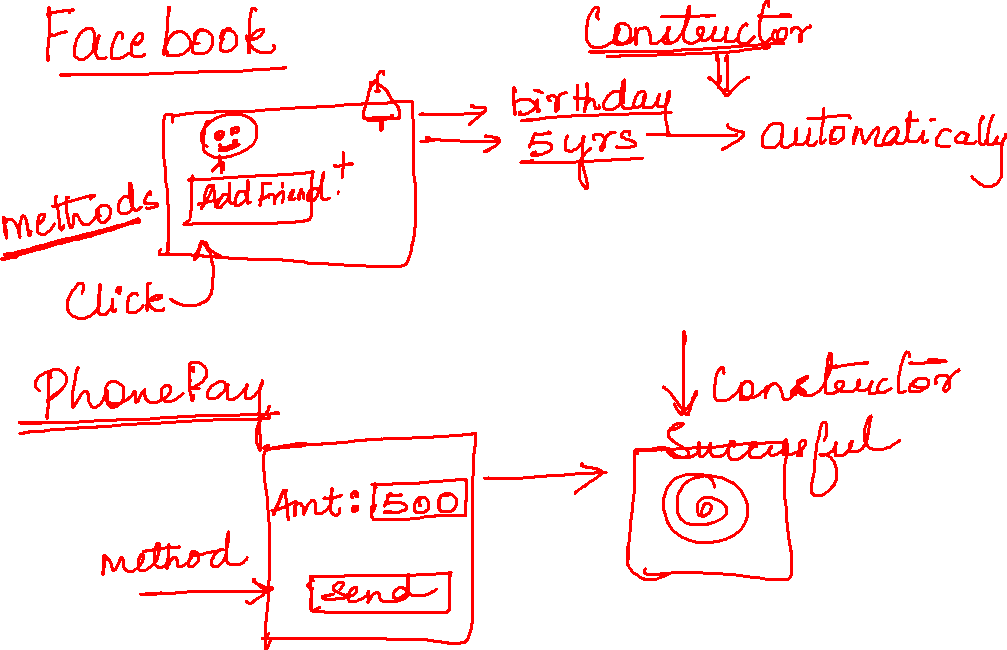 Facebook
Constructor
birthday
5 yrs
automatically
Add Friend +
methods
Click
PhonePay
Constructor
Successful
Amt: 500
method
Send